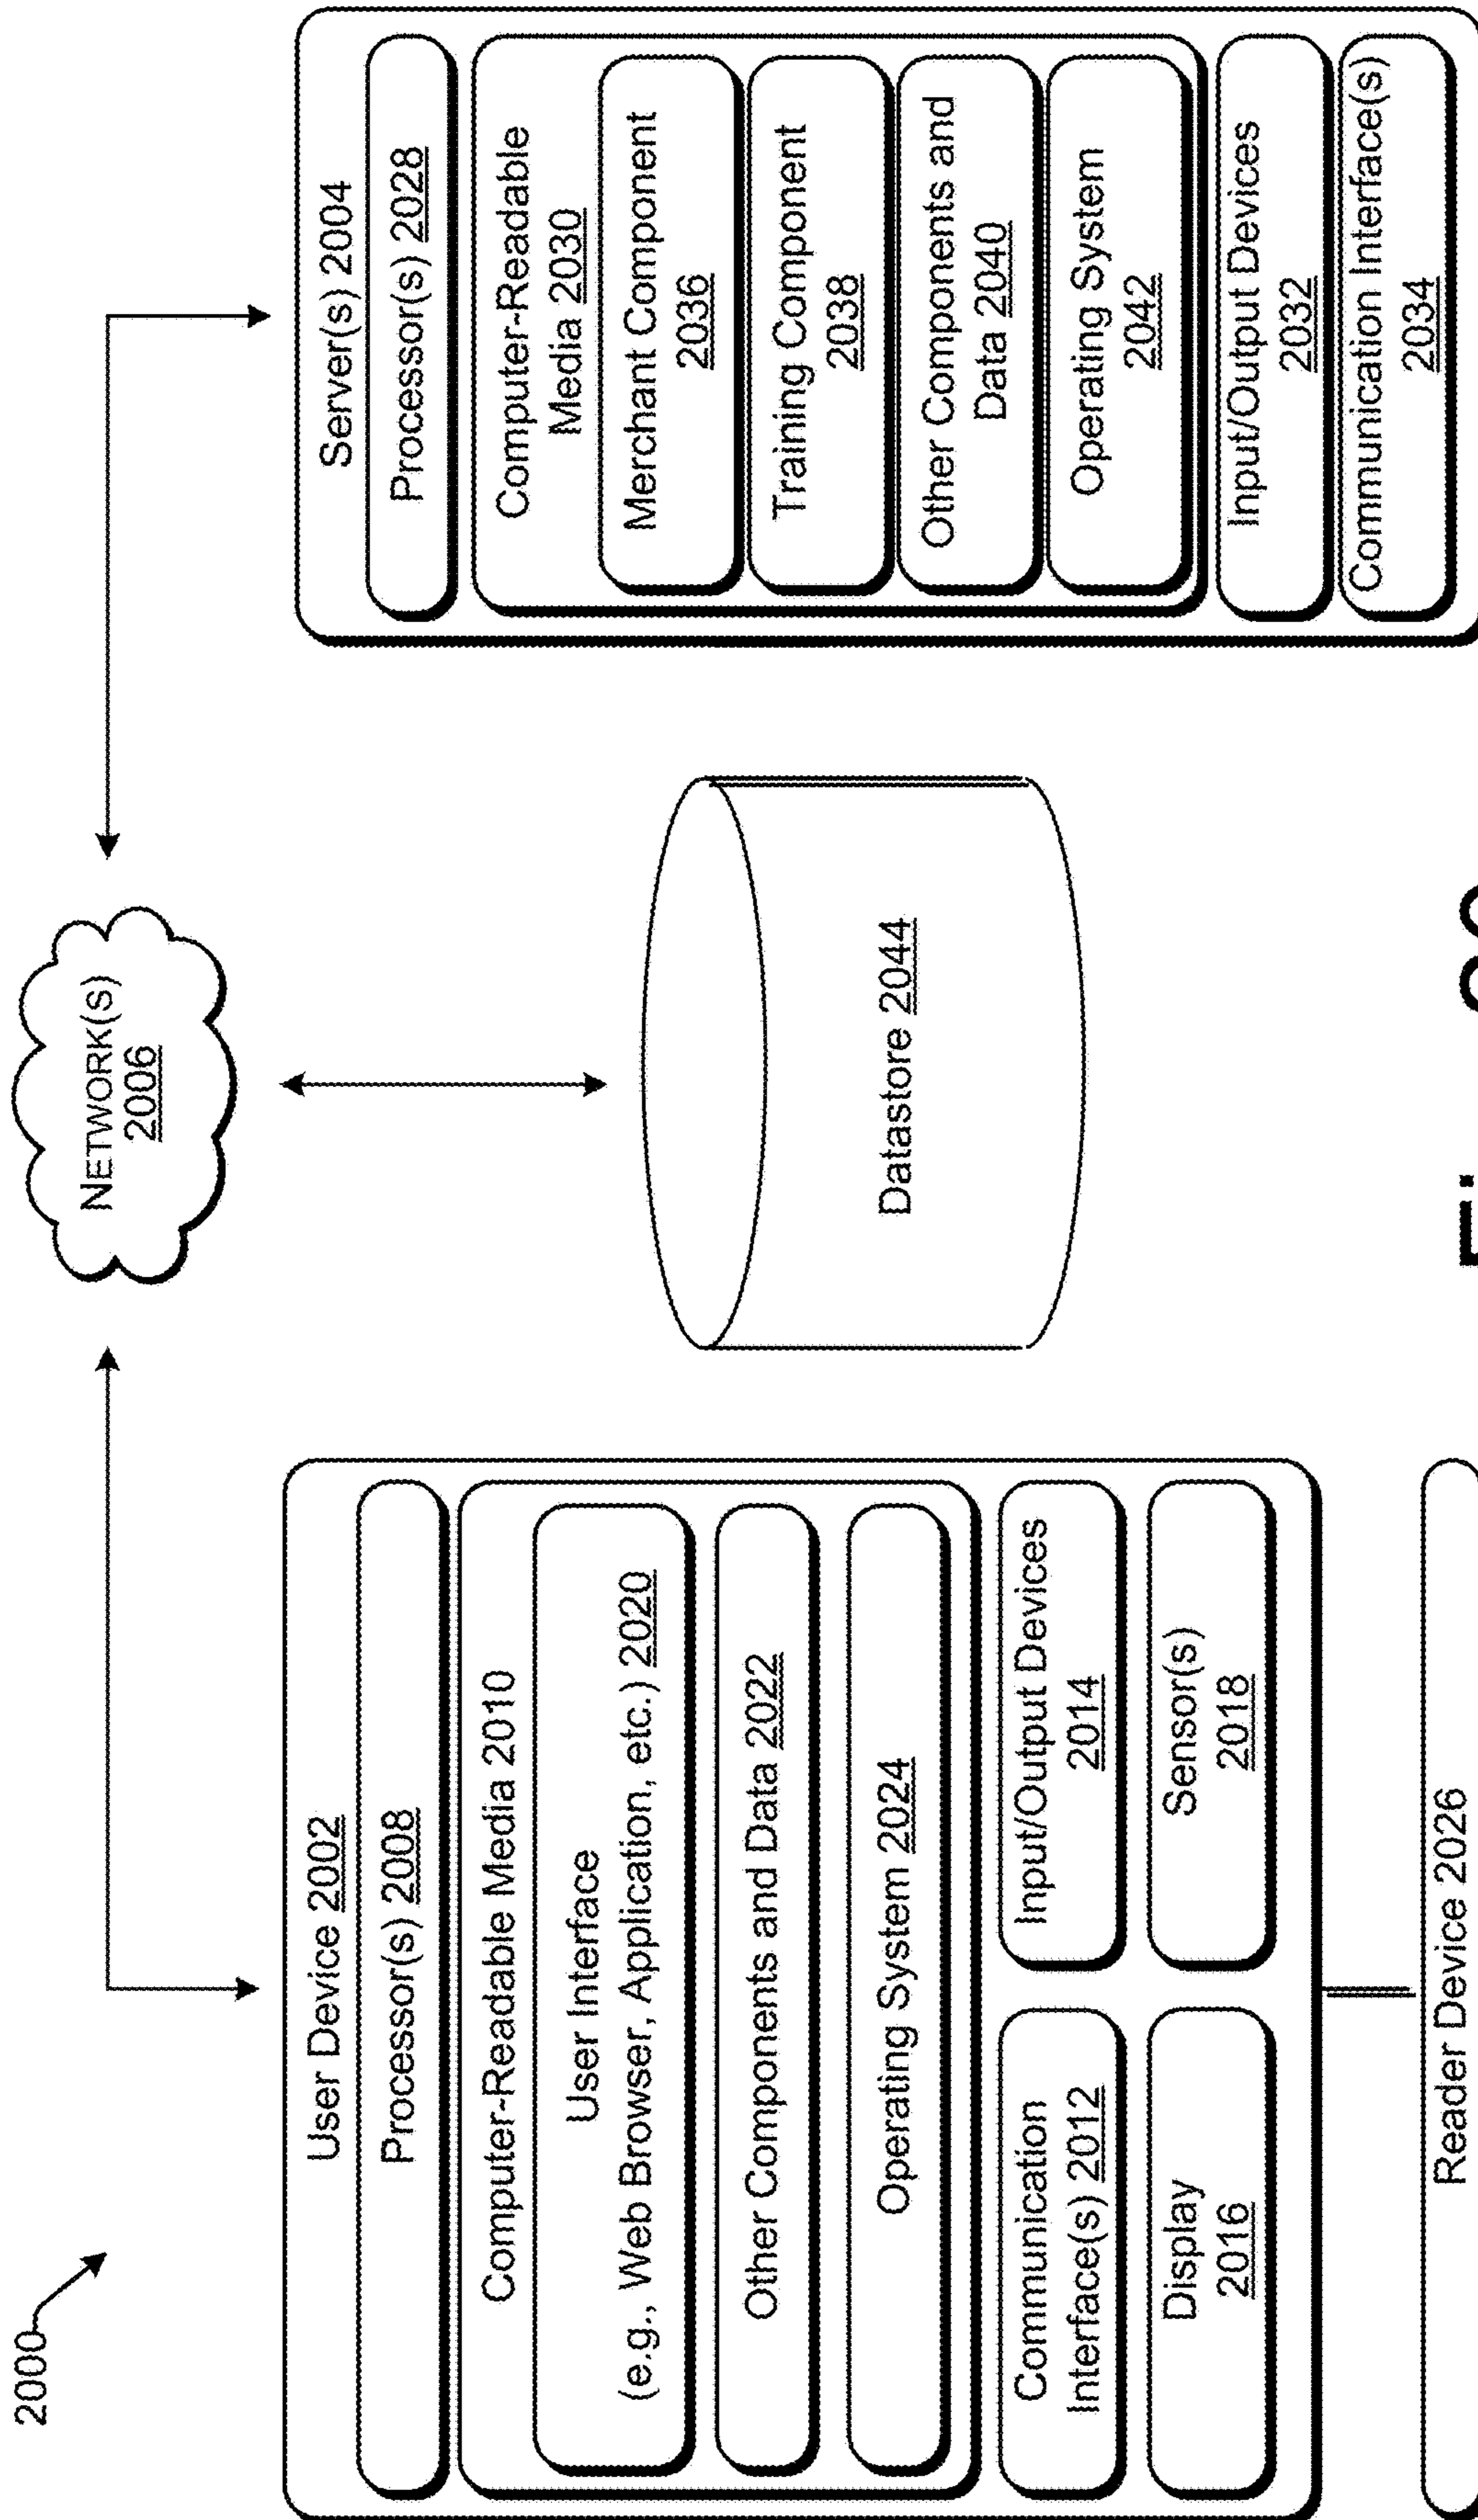 2000
NETWORK(S)
2006
User Device 2002
Processor(s) 2008
Computer-Readable Media 2010
User Interface
(e.g., Web Browser, Application, etc.) 2020
Other Components and Data 2022
Operating System 2024
Communication
Interface(s) 2012
Input/Output Devices
2014
Display
2016
Sensor(s)
2018
Reader Device 2026
Datastore 2044
Server(s) 2004
Processor(s) 2028
Computer-Readable
Media 2030
Merchant Component
2036
Training Component
2038
Other Components and
Data 2040
Operating System
2042
Input/Output Devices
2032
Communication Interface(s)
2034